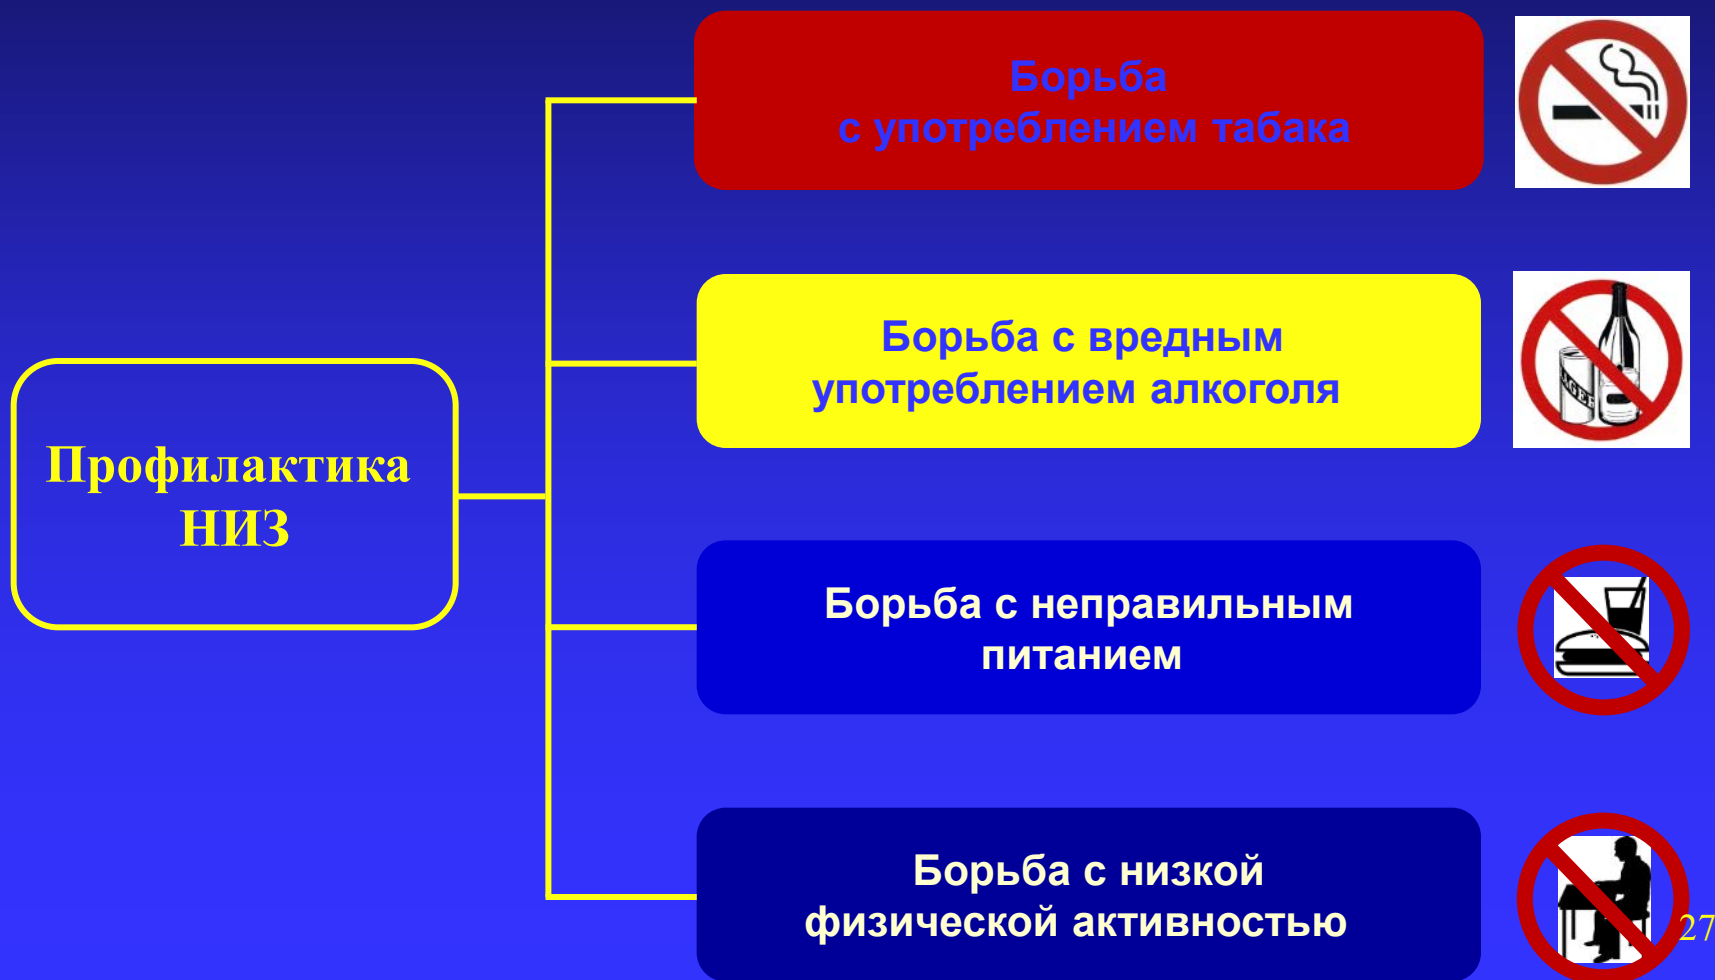 Борьба
с употреблением табака
Борьба с вредным
употреблением алкоголя
Профилактика
НИЗ
Борьба с неправильным
питанием
Борьба с низкой
физической активностью
27